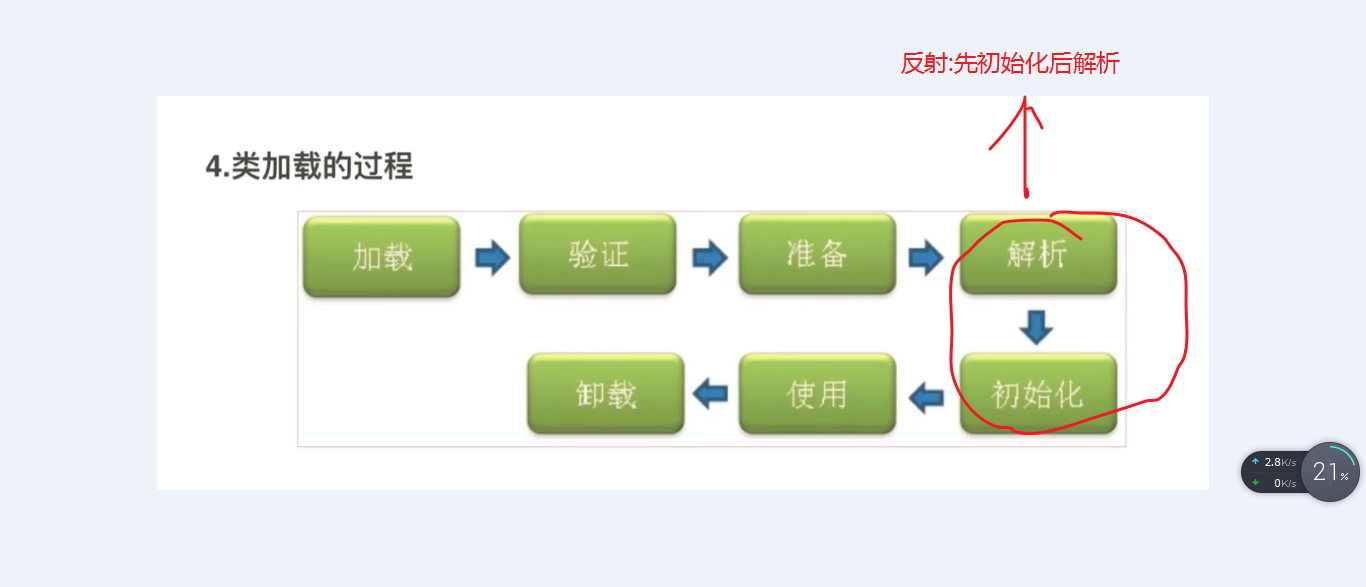 反射:先初始化后解析
4.类加载的过程
加载
验证
准备
解析
卸载
使用
初始化
2.8K/s
0K/s
21%